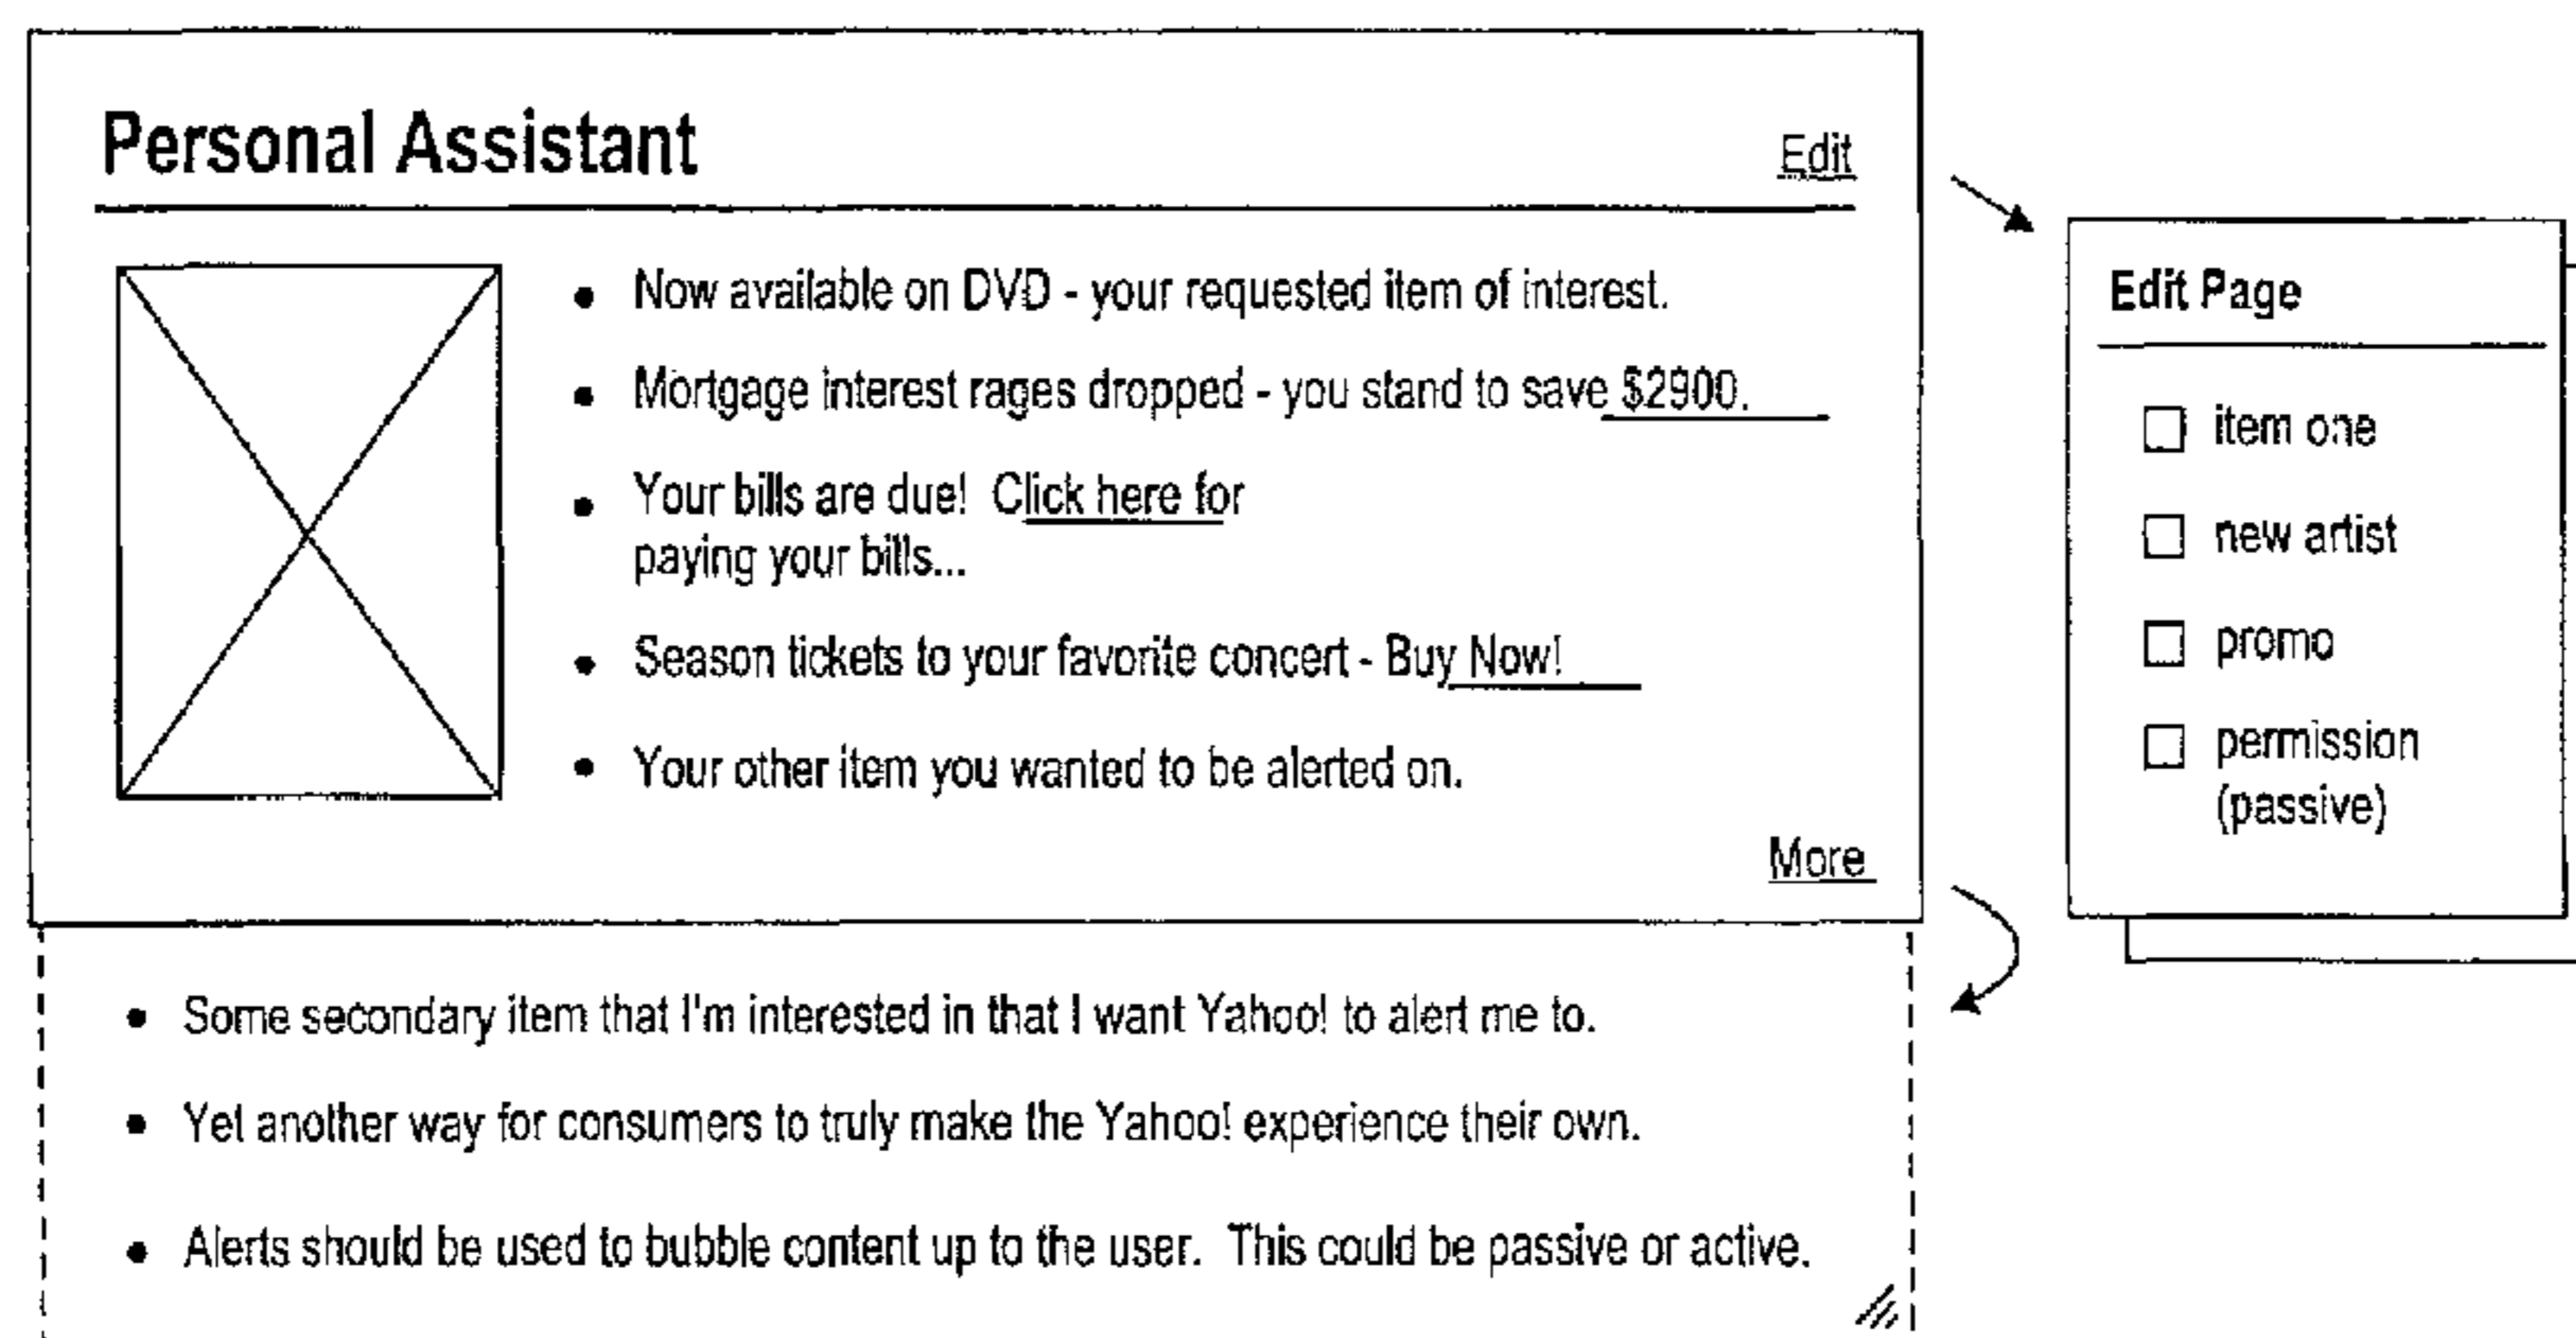 Personal Assistant
Edit
• Now available on DVD - your requested item of interest.
• Mortgage interest rages dropped - you stand to save $2900.
• Your bills are due! Click here for
paying your bills...
• Season tickets to your favorite concert - Buy Now!
• Your other item you wanted to be alerted on.
More
• Some secondary item that I'm interested in that I want Yahoo! to alert me to.
• Yet another way for consumers to truly make the Yahoo! experience their own.
• Alerts should be used to bubble content up to the user. This could be passive or active.
Edit Page
item one
new artist
promo
permission
(passive)